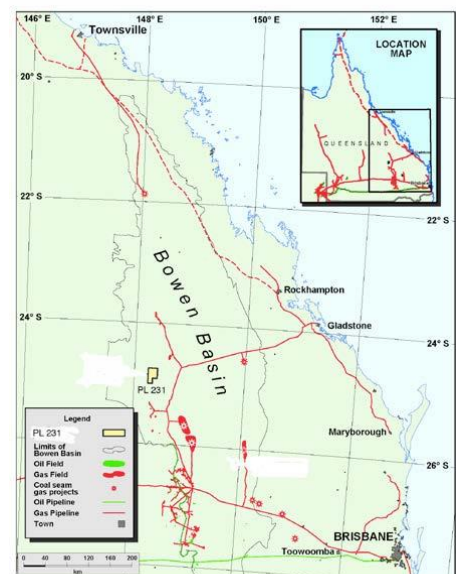 146° E
148° E
150° E
152° E
Townsville
LOCATION
MAP
QUEENSLAND
20° S
22° S
22° S
Bowen Basin
Rockhampton
24° S
Gladstone
24° S
PL 231
Legend
PL 231
Limits of
Bowen Basin
Oil Field
Gas Field
Coal seam
gas projects
Oil Pipeline
Gas Pipeline
Town
0 40 80 120 200
km
Maryborough
26° S
26° S
BRISBANE
Toowoomba